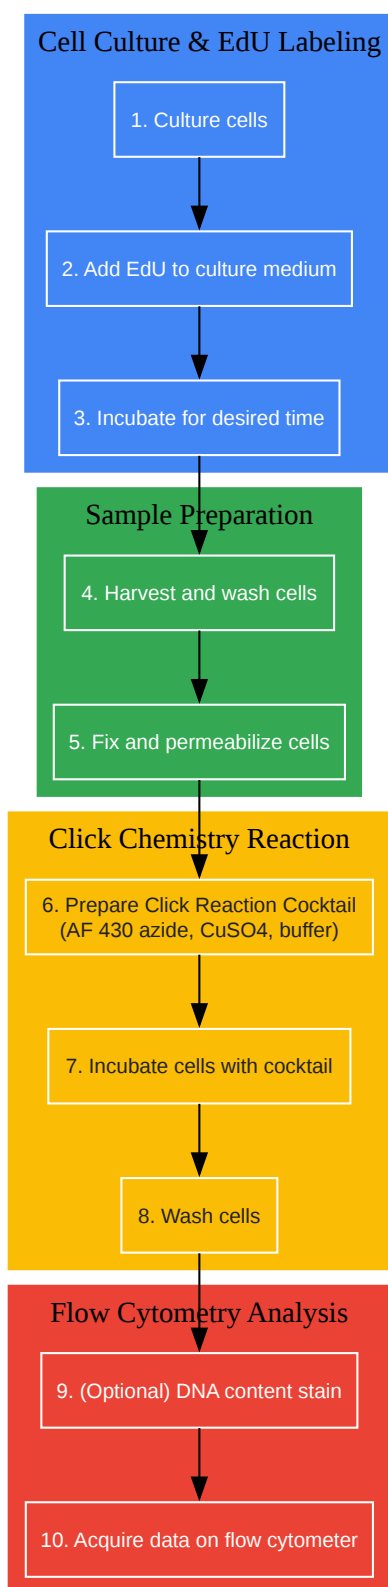 Cell Culture & EdU Labeling
1. Culture cells
2. Add EdU to culture medium
3. Incubate for desired time
Sample Preparation
4. Harvest and wash cells
5. Fix and permeabilize cells
Click Chemistry Reaction
6. Prepare Click Reaction Cocktail
(AF 430 azide, CuSO4, buffer)
7. Incubate cells with cocktail
8. Wash cells
Flow Cytometry Analysis
9. (Optional) DNA content stain
10. Acquire data on flow cytometer